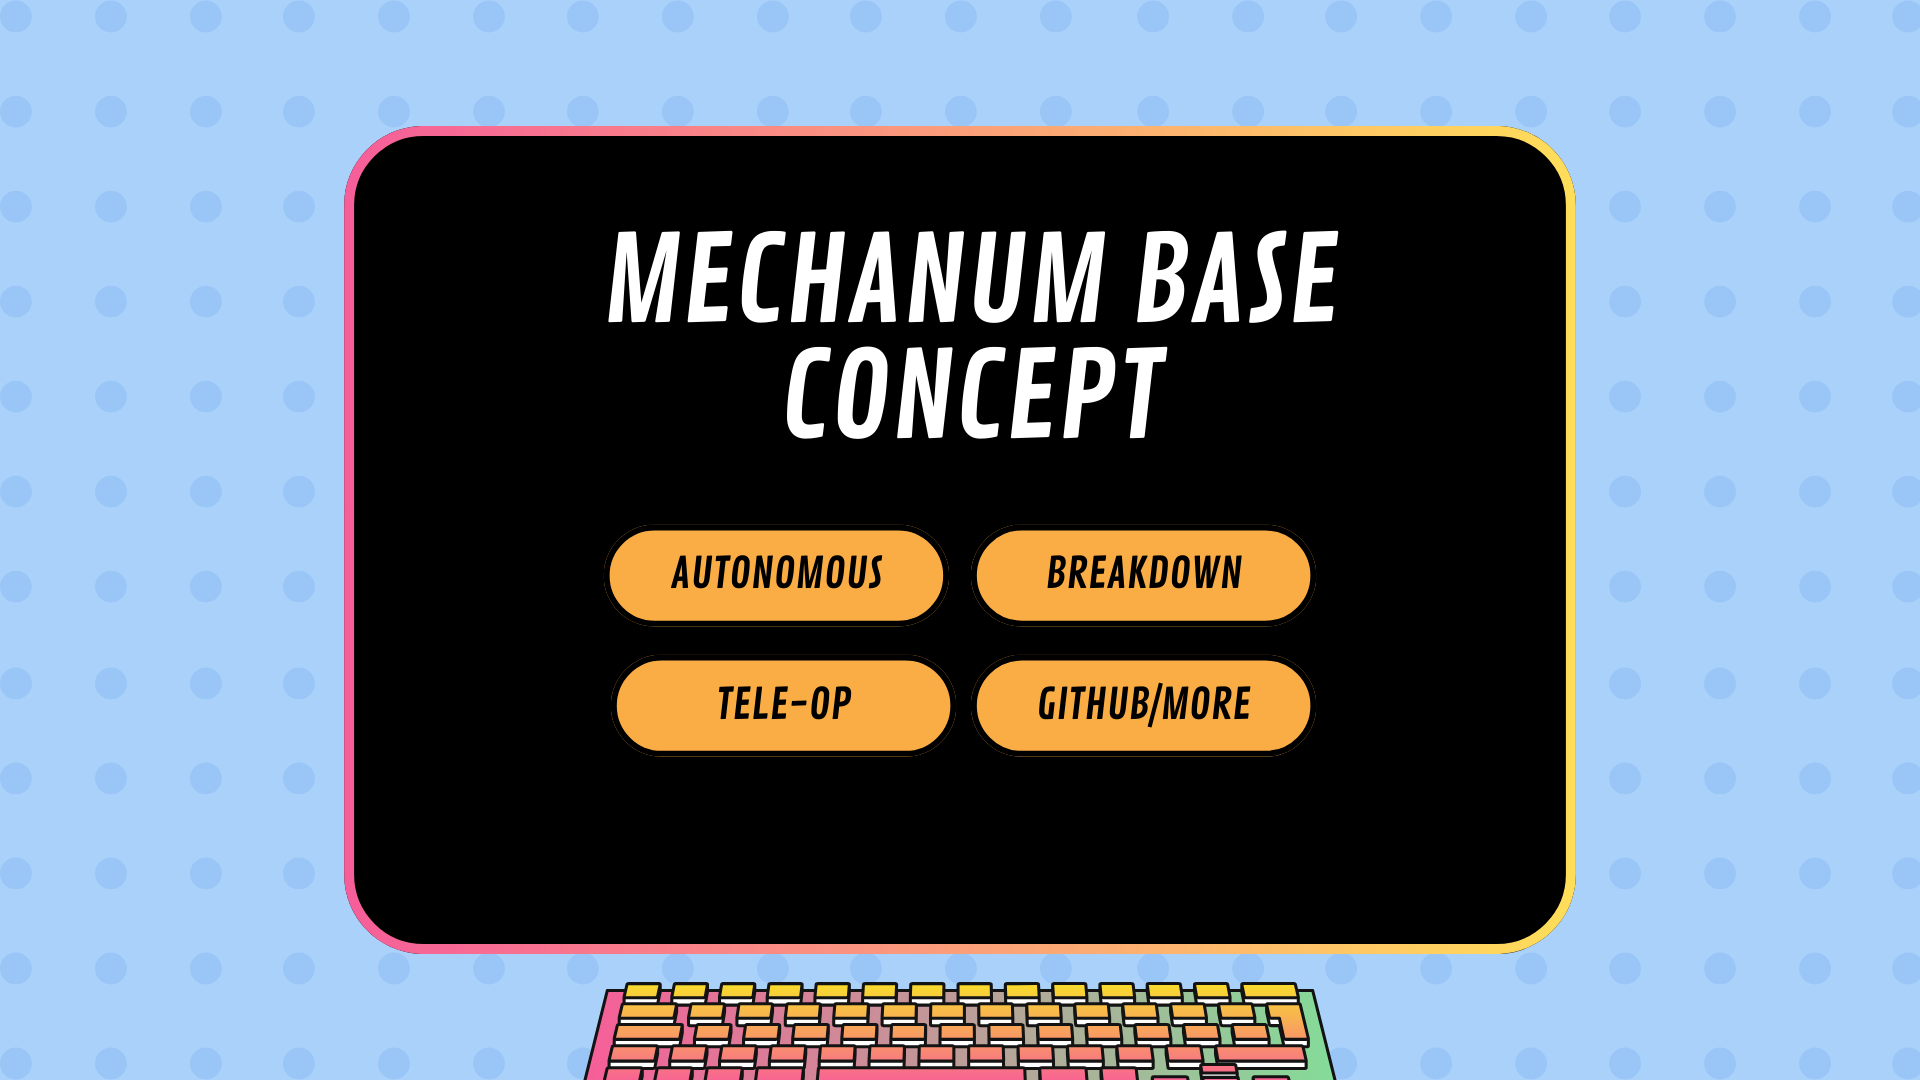 MECHANUM BASE
CONCEPT
AUTONOMOUS
BREAKDOWN
TELE-OP
GITHUB/MORE